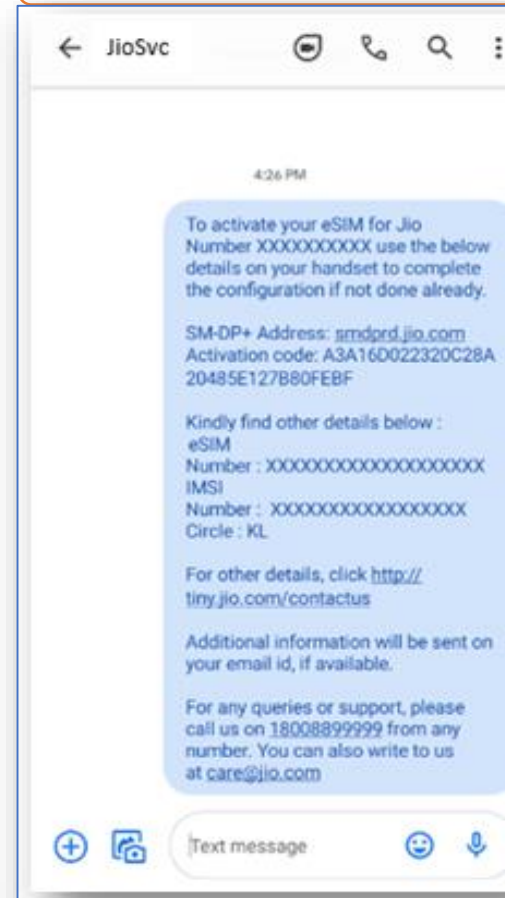 JioSvc
4:26 PM
To activate your eSIM for Jio
Number XXXXXXXXXX use the below
details on your handset to complete
the configuration if not done already.
SM-DP+ Address: smdprd.jio.com
Activation code: A3A16D022320C28A
20485E127B80FEBF
Kindly find other details below :
eSIM
Number : XXXXXXXXXXXXXXXXXXX
IMSI
Number : XXXXXXXXXXXXXXXXX
Circle : KL
For other details, click http://
tiny.jio.com/contactus
Additional information will be sent on
your email id, if available.
For any queries or support, please
call us on 18008899999 from any
number. You can also write to us
at care@jio.com
Text message